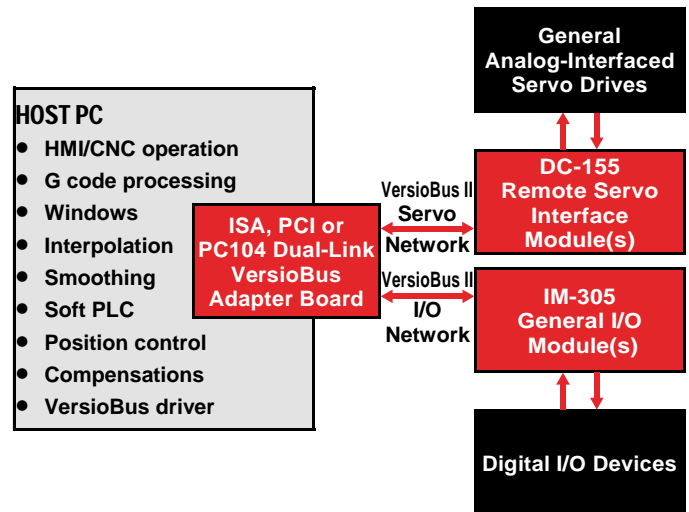 HOST PC
● HMI/CNC operation
● G code processing
● Windows
● Interpolation
● Smoothing
● Soft PLC
● Position control
● Compensations
● VersioBus driver
ISA, PCI or
PC104 Dual-Link
VersioBus
Adapter Board
VersioBus II
Servo
Network
VersioBus II
I/O
Network
General
Analog-Interfaced
Servo Drives
DC-155
Remote Servo
Interface
Module(s)
IM-305
General I/O
Module(s)
Digital I/O Devices